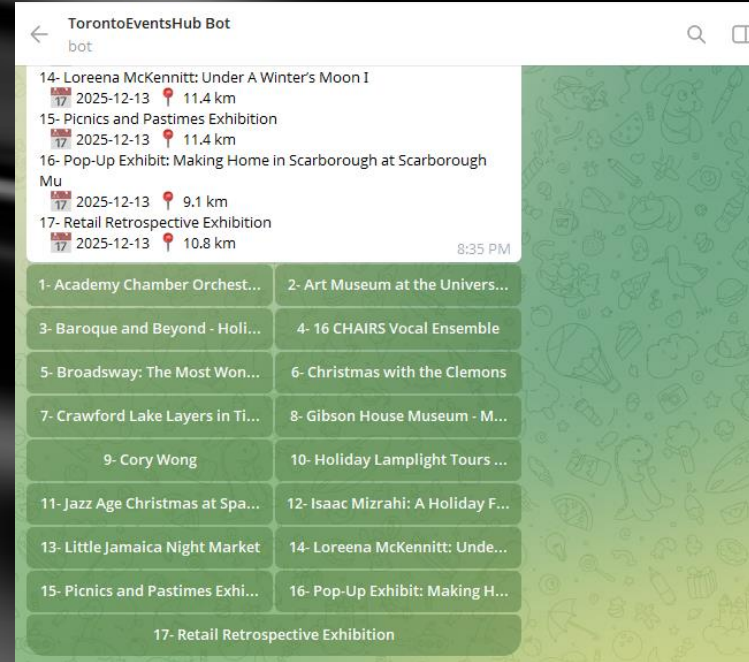 TorontoEventsHub Bot
bot
14- Loreena McKennitt: Under A Winter's Moon I
17 2025-12-13 📍 11.4 km
15- Picnics and Pastimes Exhibition
17 2025-12-13 📍 11.4 km
16- Pop-Up Exhibit: Making Home in Scarborough at Scarborough
Mu
17 2025-12-13 📍 9.1 km
17- Retail Retrospective Exhibition
17 2025-12-13 📍 10.8 km
8:35 PM
1- Academy Chamber Orchest...
2- Art Museum at the Univers...
3- Baroque and Beyond - Holi...
4- 16 CHAIRS Vocal Ensemble
5- Broadsway: The Most Won...
6- Christmas with the Clemons
7- Crawford Lake Layers in Ti...
8- Gibson House Museum - M...
9- Cory Wong
10- Holiday Lamplight Tours ...
11- Jazz Age Christmas at Spa...
12- Isaac Mizrahi: A Holiday F...
13- Little Jamaica Night Market
14- Loreena McKennitt: Unde...
15- Picnics and Pastimes Exhi...
16- Pop-Up Exhibit: Making H...
17- Retail Retrospective Exhibition